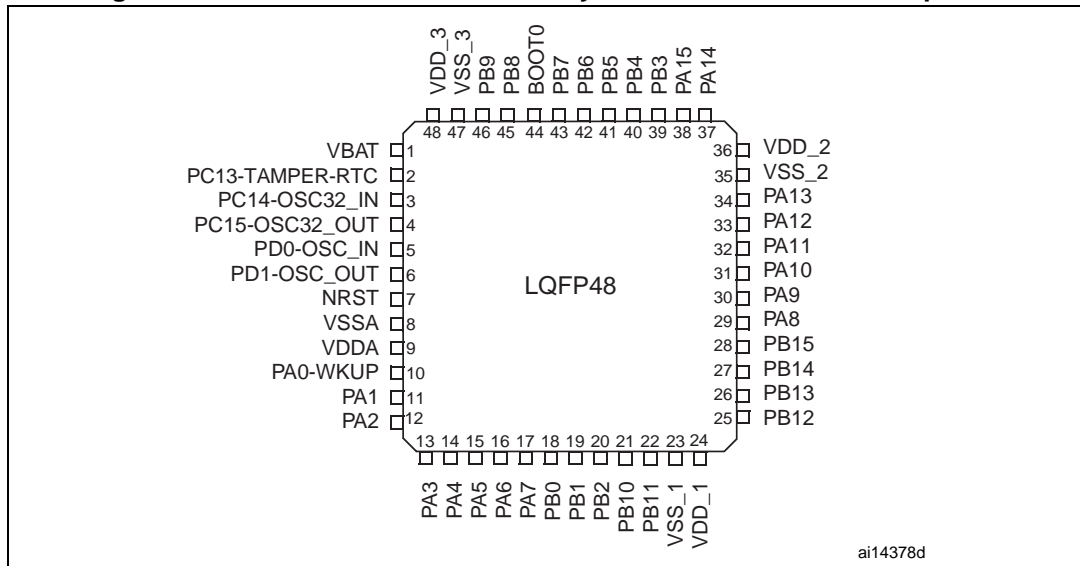 VDD_3
VSS_3
PB9
PB8
BOOT0
PB7
PB6
PB5
PB4
PB3
PA15
PA14
48 47 46 45 44 43 42 41 40 39 38 37
VBAT 1
PC13-TAMPER-RTC 2
PC14-OSC32_IN 3
PC15-OSC32_OUT 4
PD0-OSC_IN 5
PD1-OSC_OUT 6
NRST 7
VSSA 8
VDDA 9
PA0-WKUP 10
PA1 11
PA2 12
LQFP48
36 VDD_2
35 VSS_2
34 PA13
33 PA12
32 PA11
31 PA10
30 PA9
29 PA8
28 PB15
27 PB14
26 PB13
25 PB12
13 14 15 16 17 18 19 20 21 22 23 24
PA3
PA4
PA5
PA6
PA7
PB0
PB1
PB2
PB10
PB11
VSS_1
VDD_1
ai14378d